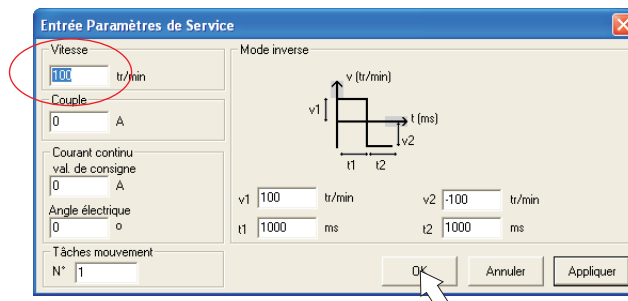 Entrée Paramètres de Service
Vitesse
100 tr/min
Couple
0 A
Courant continu
val. de consigne
0 A
Angle électrique
0 o
Tâches mouvement
N° 1
Mode inverse
v (tr/min)
v1
t (ms)
v2
t1 t2
v1 100 tr/min v2 -100 tr/min
t1 1000 ms t2 1000 ms
OK Annuler Appliquer